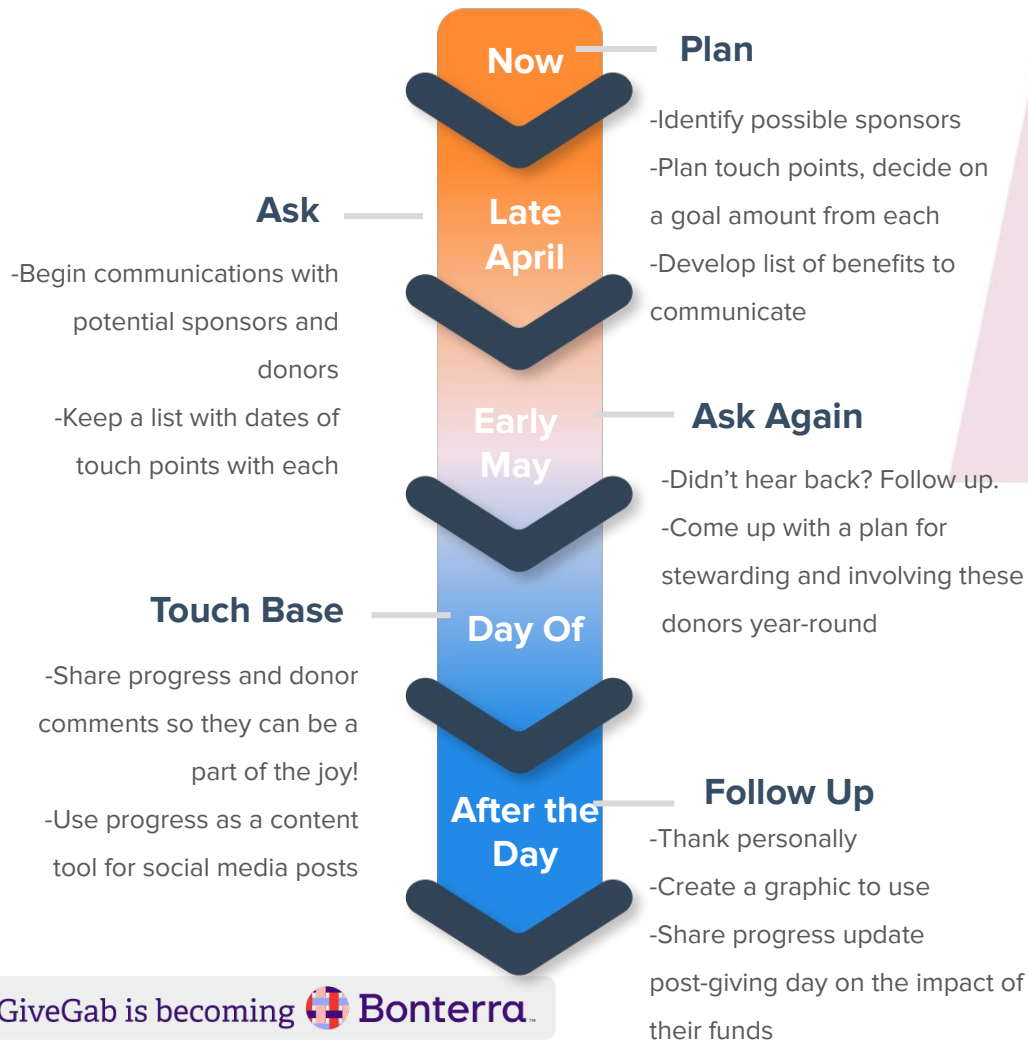 Now
Plan
-Identify possible sponsors
-Plan touch points, decide on
a goal amount from each
-Develop list of benefits to
communicate
Ask
Late
April
-Begin communications with
potential sponsors and
donors
-Keep a list with dates of
touch points with each
Early
May
Ask Again
-Didn’t hear back? Follow up.
-Come up with a plan for
stewarding and involving these
donors year-round
Touch Base
Day Of
-Share progress and donor
comments so they can be a
part of the joy!
-Use progress as a content
tool for social media posts
After the
Day
Follow Up
-Thank personally
-Create a graphic to use
-Share progress update
post-giving day on the impact of
their funds
GiveGab is becoming Bonterra™